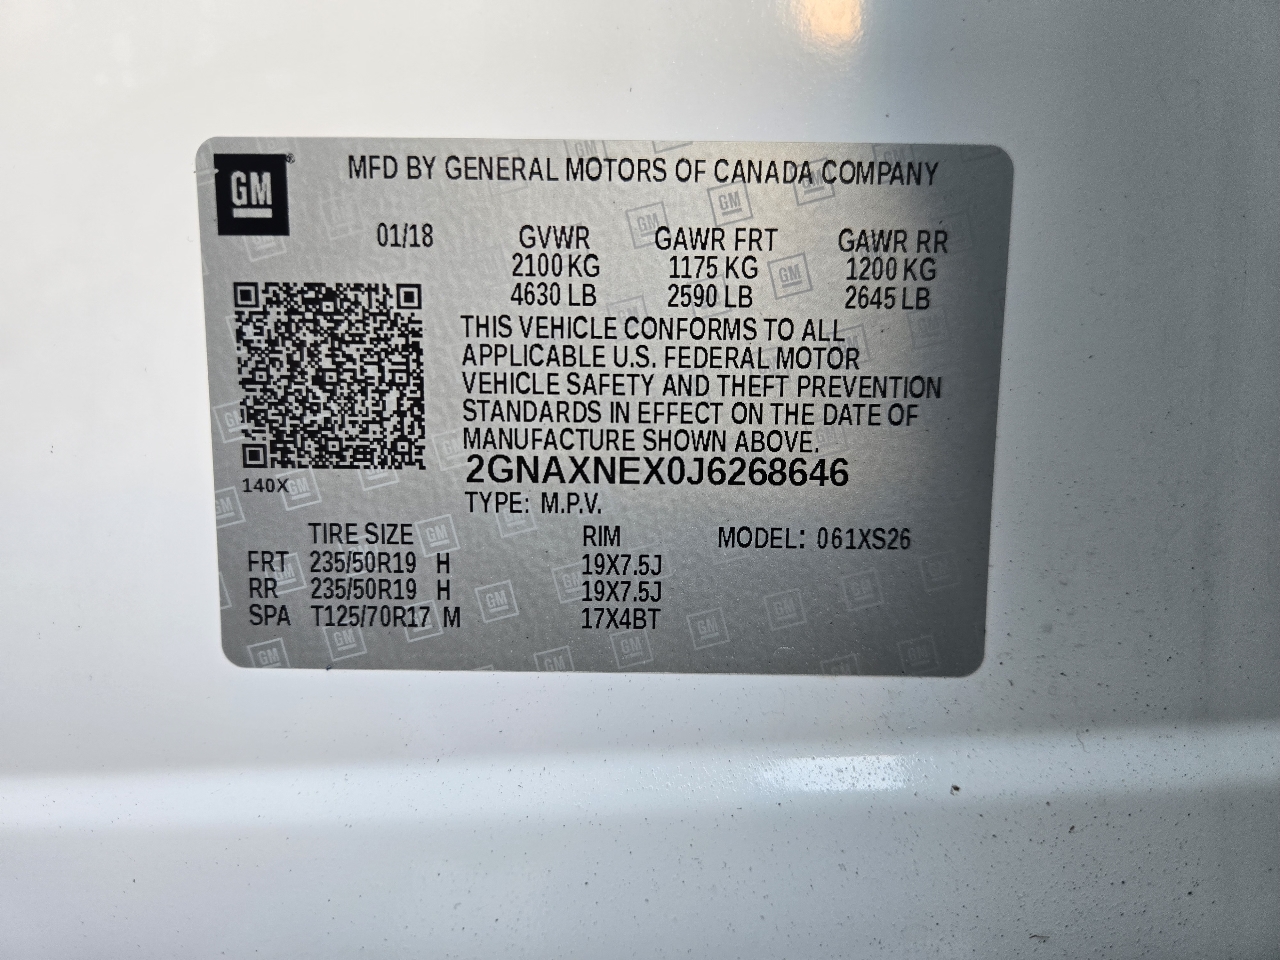 GM
MFD BY GENERAL MOTORS OF CANADA COMPANY
01/18 GVWR GAWR FRT GAWR RR
2100 KG 1175 KG 1200 KG
4630 LB 2590 LB 2645 LB
THIS VEHICLE CONFORMS TO ALL
APPLICABLE U.S. FEDERAL MOTOR
VEHICLE SAFETY AND THEFT PREVENTION
STANDARDS IN EFFECT ON THE DATE OF
MANUFACTURE SHOWN ABOVE.
2GNAXNEX0J6268646
140X
TYPE: M.P.V.
TIRE SIZE RIM MODEL: 061XS26
FRT 235/50R19 H 19X7.5J
RR 235/50R19 H 19X7.5J
SPA T125/70R17 M 17X4BT